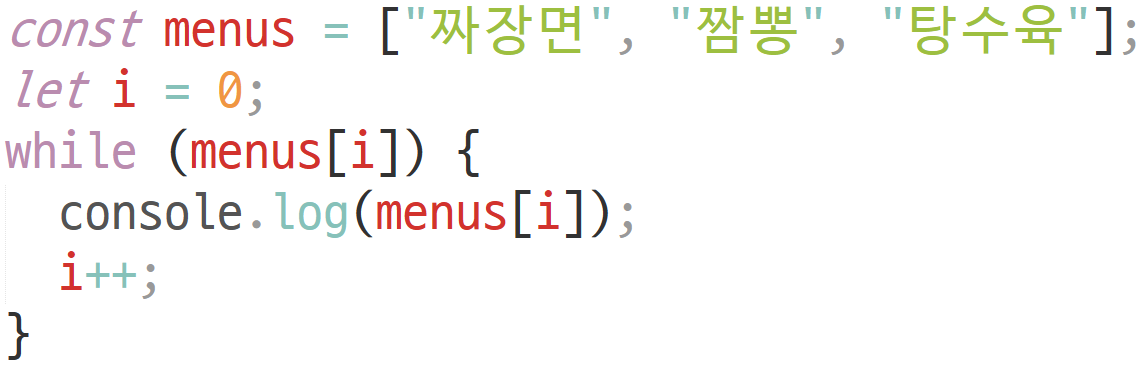 const menus = ["짜장면", "짬뽕", "탕수육"];
let i = 0;
while (menus[i]) {
  console.log(menus[i]);
  i++;
}